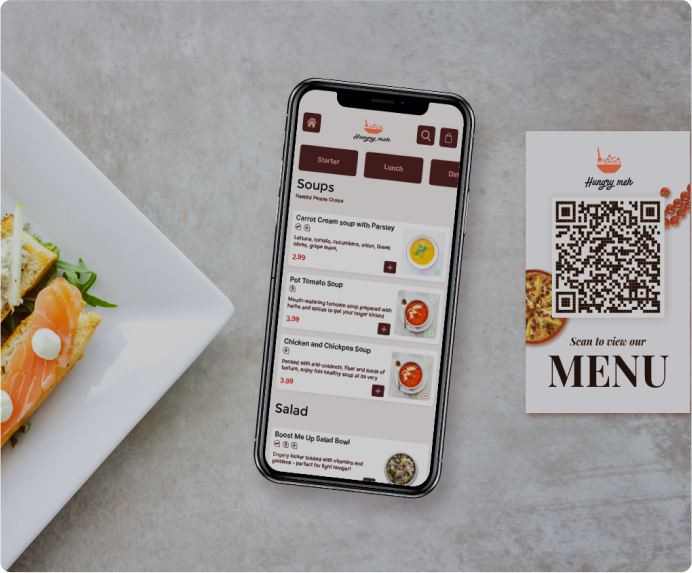 Hungry meh
Starter
Lunch
Din
Soups
Healthy People Choice
Carrot Cream soup with Parsley
Lettuce, tomato, cucumbers, onion, Greek
olives, grape leave,
2.99
Pot Tomato Soup
Mouth-watering tomato soup prepared with
herbs and spices to get your hunger kicked
3.99
Chicken and Chickpea Soup
Packed with anti-oxidents, fiber and loads of
texture, enjoy this healthy soup at its very
3.99
Salad
Boost Me Up Salad Bowl
Engery Kicker loaded with vitamins and
proteins - perfect for light hunger!
Hungry meh
Scan to view our
MENU